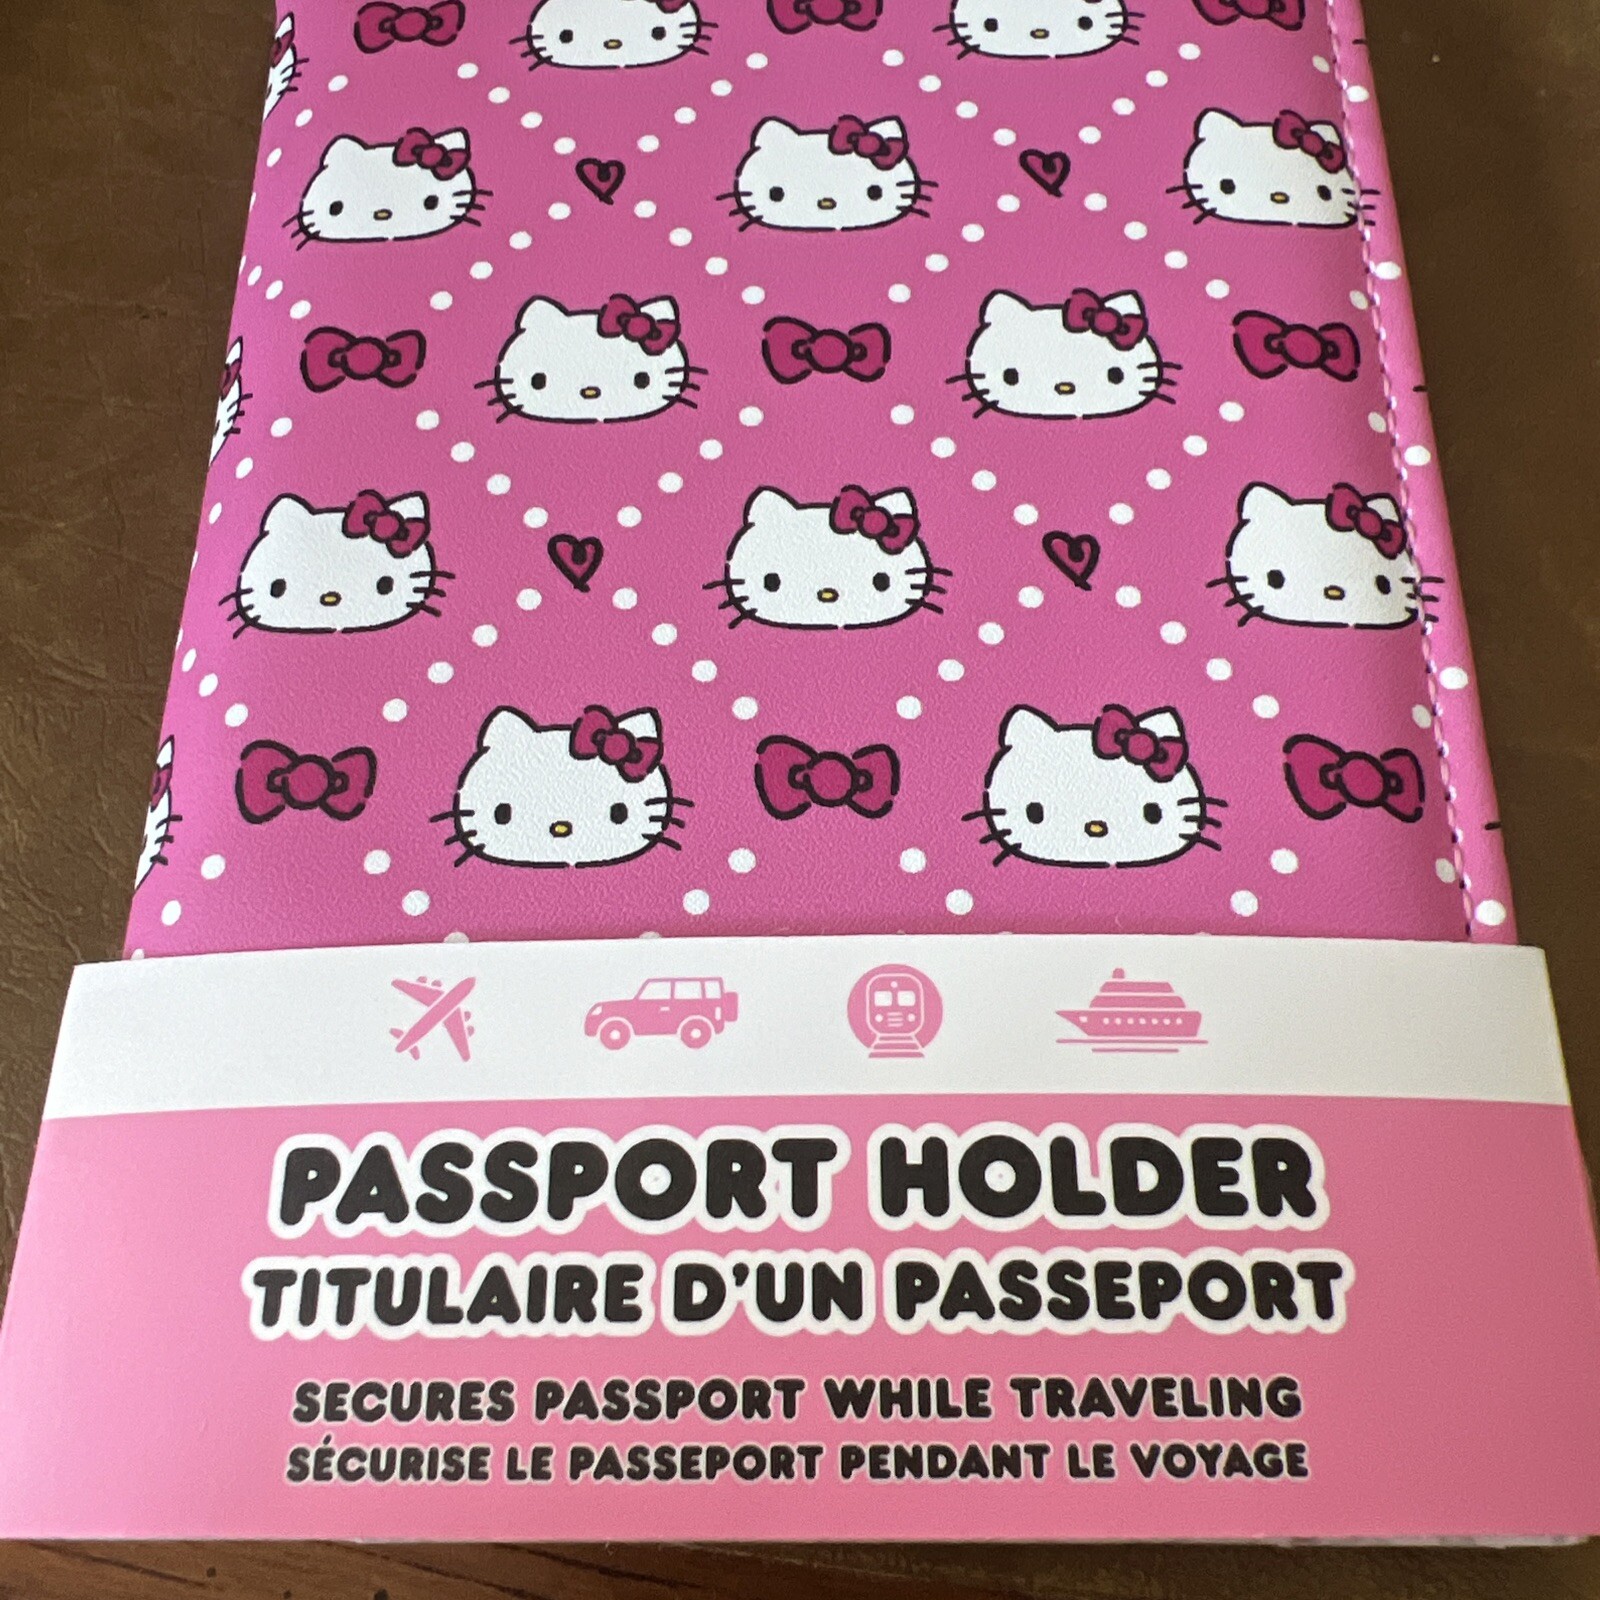 PASSPORT HOLDER
TITULAIRE D'UN PASSEPORT
SECURES PASSPORT WHILE TRAVELING
SÉCURISE LE PASSEPORT PENDANT LE VOYAGE